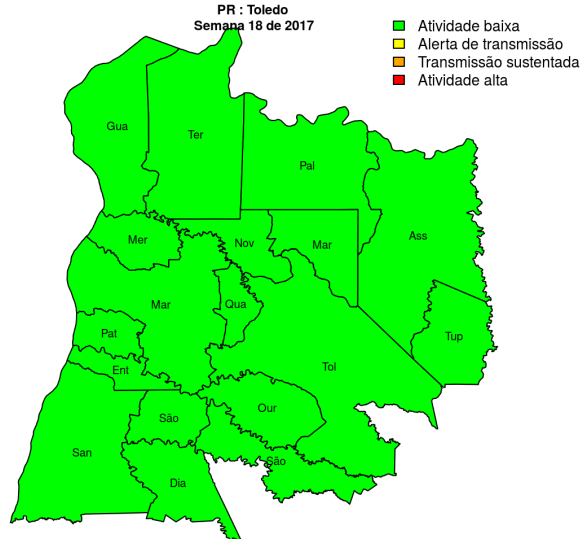 PR : Toledo
Semana 18 de 2017
Atividade baixa
Alerta de transmissão
Transmissão sustentada
Atividade alta
Gua
Ter
Pal
Mer
Nov
Mar
Ass
Mar
Qua
Pat
Tup
Ent
Tol
São
Our
San
São
Dia